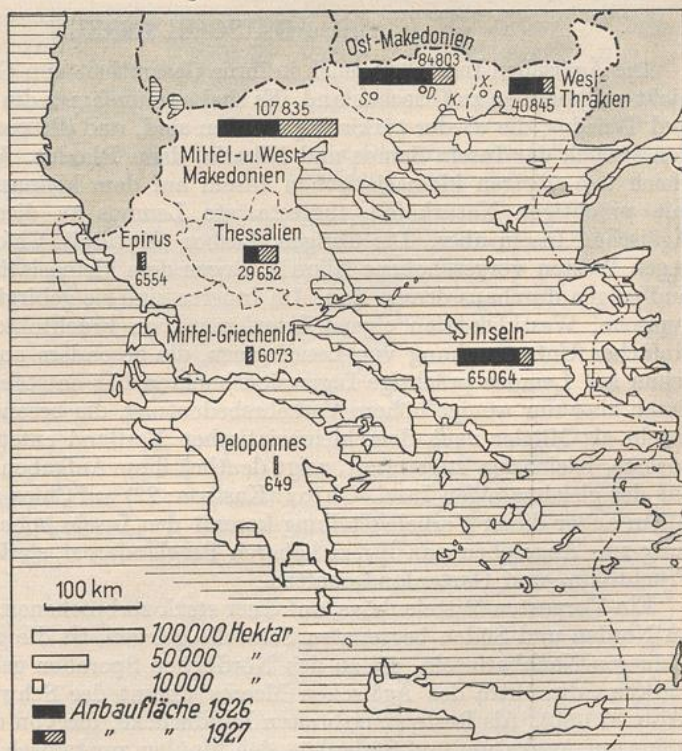 Ost-Makedonien
84803
S.
D.
K.
X.
West-
Thrakien
40845
107835
Mittel-u.West-
Makedonien
Epirus
6554
Thessalien
29652
Mittel-Griechenld.
6073
Inseln
65064
Peloponnes
649
100 km
100000 Hektar
50000 "
10000 "
Anbaufläche 1926
" " 1927